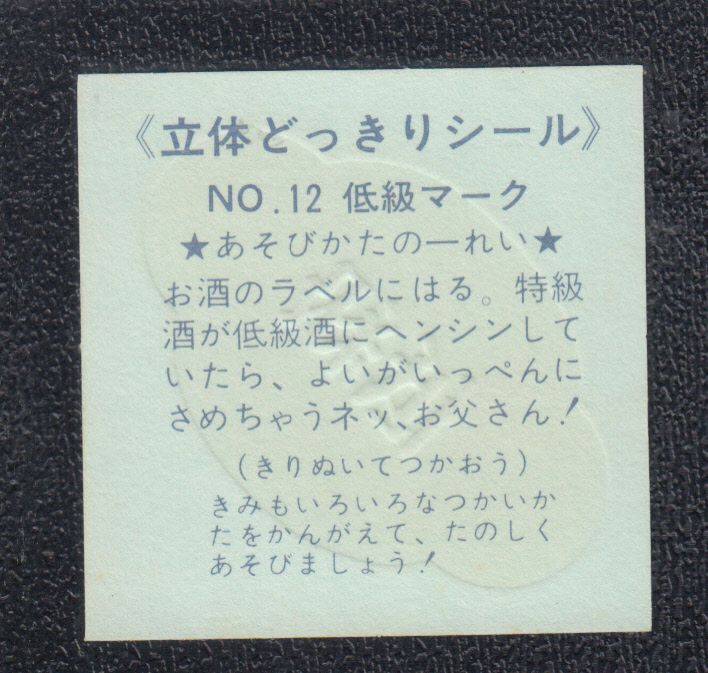 《立体どっきりシール》
NO.12 低級マーク
★あそびかたの一れい★
お酒のラベルにはる。特級
酒が低級酒にヘンシンして
いたら、よいがいっぺんに
さめちゃうネッ、お父さん!
(きりぬいてつかおう)
きみもいろいろなつかいか
たをかんがえて、たのしく
あそびましょう!